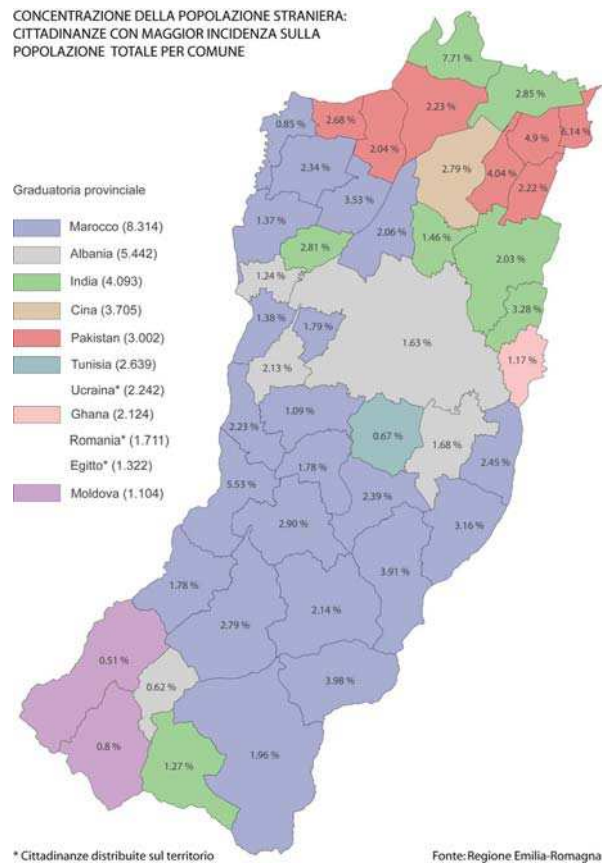 CONCENTRAZIONE DELLA POPOLAZIONE STRANIERA:
CITTADINANZE CON MAGGIOR INCIDENZA SULLA
POPOLAZIONE TOTALE PER COMUNE
Graduatoria provinciale
Marocco (8.314)
Albania (5.442)
India (4.093)
Cina (3.705)
Pakistan (3.002)
Tunisia (2.639)
Ucraina* (2.242)
Ghana (2.124)
Romania* (1.711)
Egitto* (1.322)
Moldova (1.104)
7.71 %
2.85 %
2.23 %
2.68 %
0.85 %
6.14 %
4.9 %
2.04 %
2.79 %
4.04 %
2.34 %
2.22 %
3.53 %
1.37 %
2.06 %
1.46 %
2.81 %
2.03 %
1.24 %
3.28 %
1.38 %
1.79 %
1.63 %
1.17 %
2.13 %
1.09 %
2.23 %
0.67 %
1.68 %
2.45 %
1.78 %
5.53 %
2.39 %
2.90 %
3.16 %
3.91 %
1.78 %
2.14 %
2.79 %
0.51 %
3.98 %
0.62 %
0.8 %
1.96 %
1.27 %
* Cittadinanze distribuite sul territorio
Fonte: Regione Emilia-Romagna